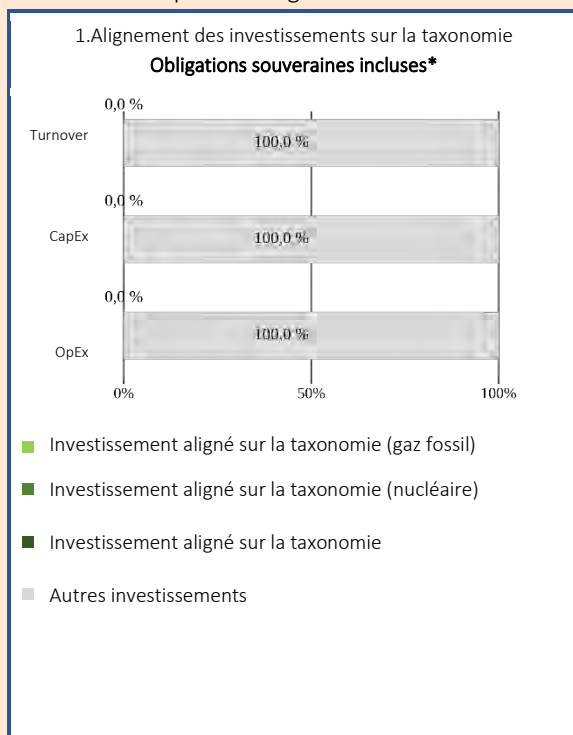 1.Alignement des investissements sur la taxonomie
Obligations souveraines incluses*
0,0 %
Turnover
100,0 %
0,0 %
CapEx
100,0 %
0,0 %
OpEx
100,0 %
0%
50%
100%
Investissement aligné sur la taxonomie (gaz fossil)
Investissement aligné sur la taxonomie (nucléaire)
Investissement aligné sur la taxonomie
Autres investissements